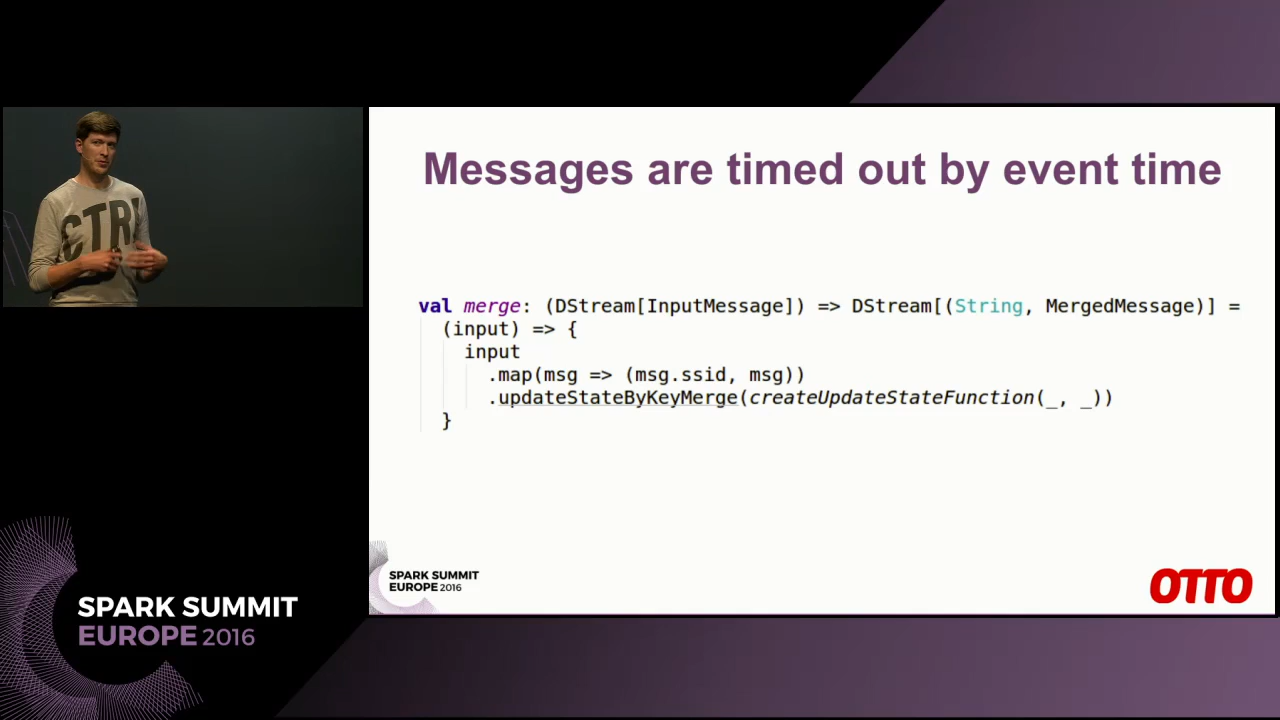 CTRL
Messages are timed out by event time
val merge: (DStream[InputMessage]) => DStream[(String, MergedMessage)] =
(input) => {
input
.map(msg => (msg.ssid, msg))
.updateStateByKeyMerge(createUpdateStateFunction(_, _))
}
SPARK SUMMIT
EUROPE 2016
OTTO
SPARK SUMMIT
EUROPE 2016